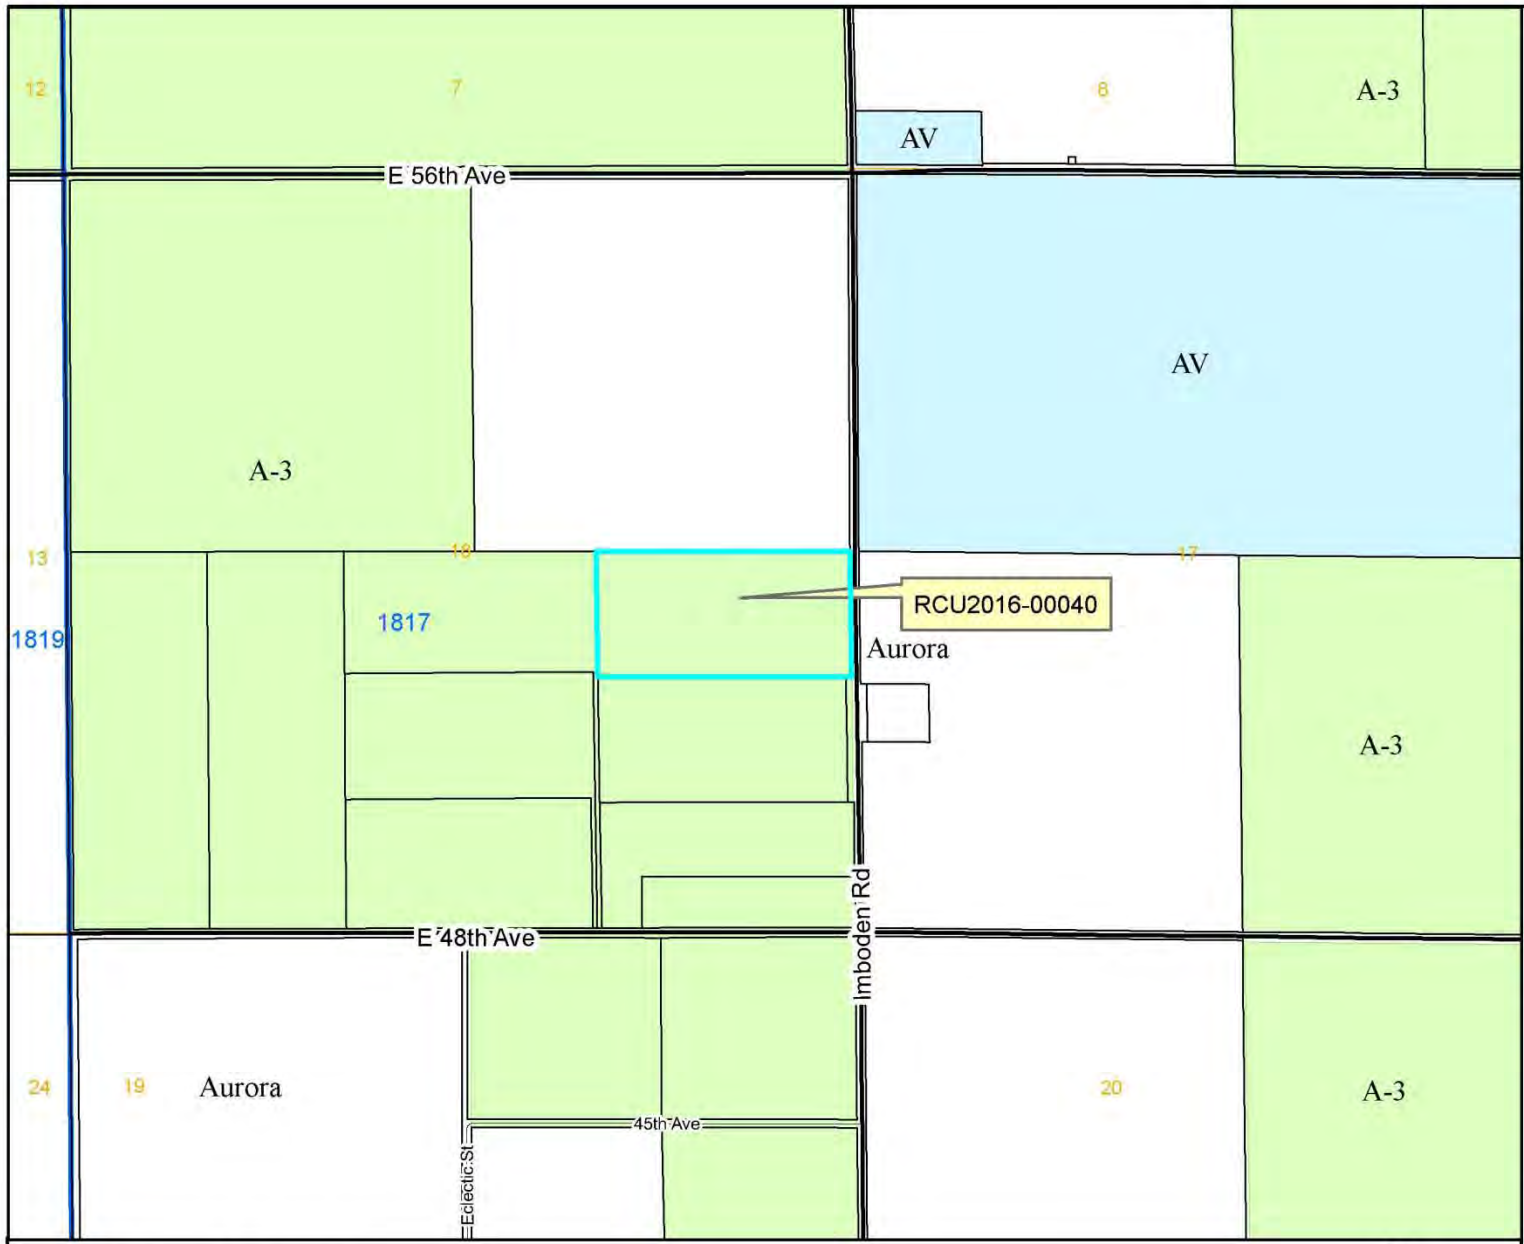 12
7
8
A-3
AV
E 56th Ave
AV
A-3
13
18
17
RCU2016-00040
1817
1819
Aurora
A-3
Imboden Rd
E 48th Ave
24
19
Aurora
20
A-3
45th Ave
Eclectic St